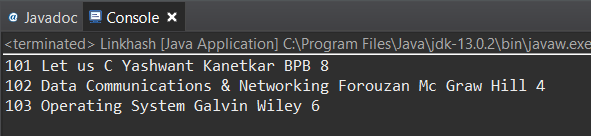 @ Javadoc Console
<terminated> Linkhash [Java Application] C:\Program Files\Java\jdk-13.0.2\bin\javaw.exe
101 Let us C Yashwant Kanetkar BPB 8
102 Data Communications & Networking Forouzan Mc Graw Hill 4
103 Operating System Galvin Wiley 6